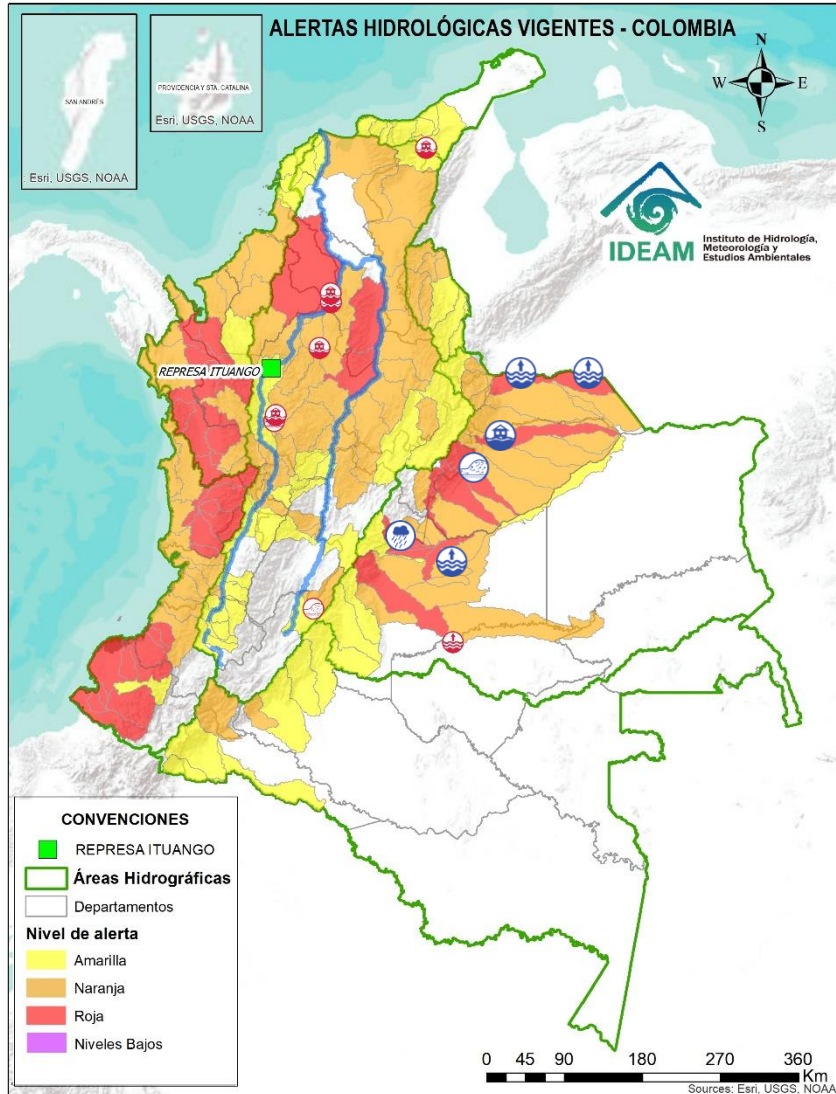 ALERTAS HIDROLÓGICAS VIGENTES - COLOMBIA
SAN ANDRÉS
Esri, USGS, NOAA
PROVIDENCIA Y STA. CATALINA
Esri, USGS, NOAA
N
W
E
S
IDEAM
Instituto de Hidrología,
Meteorología y
Estudios Ambientales
REPRESA ITUANGO
CONVENCIONES
REPRESA ITUANGO
Áreas Hidrográficas
Departamentos
Nivel de alerta
Amarilla
Naranja
Roja
Niveles Bajos
0 45 90 180 270 360
Km
Sources: Esri, USGS, NOAA